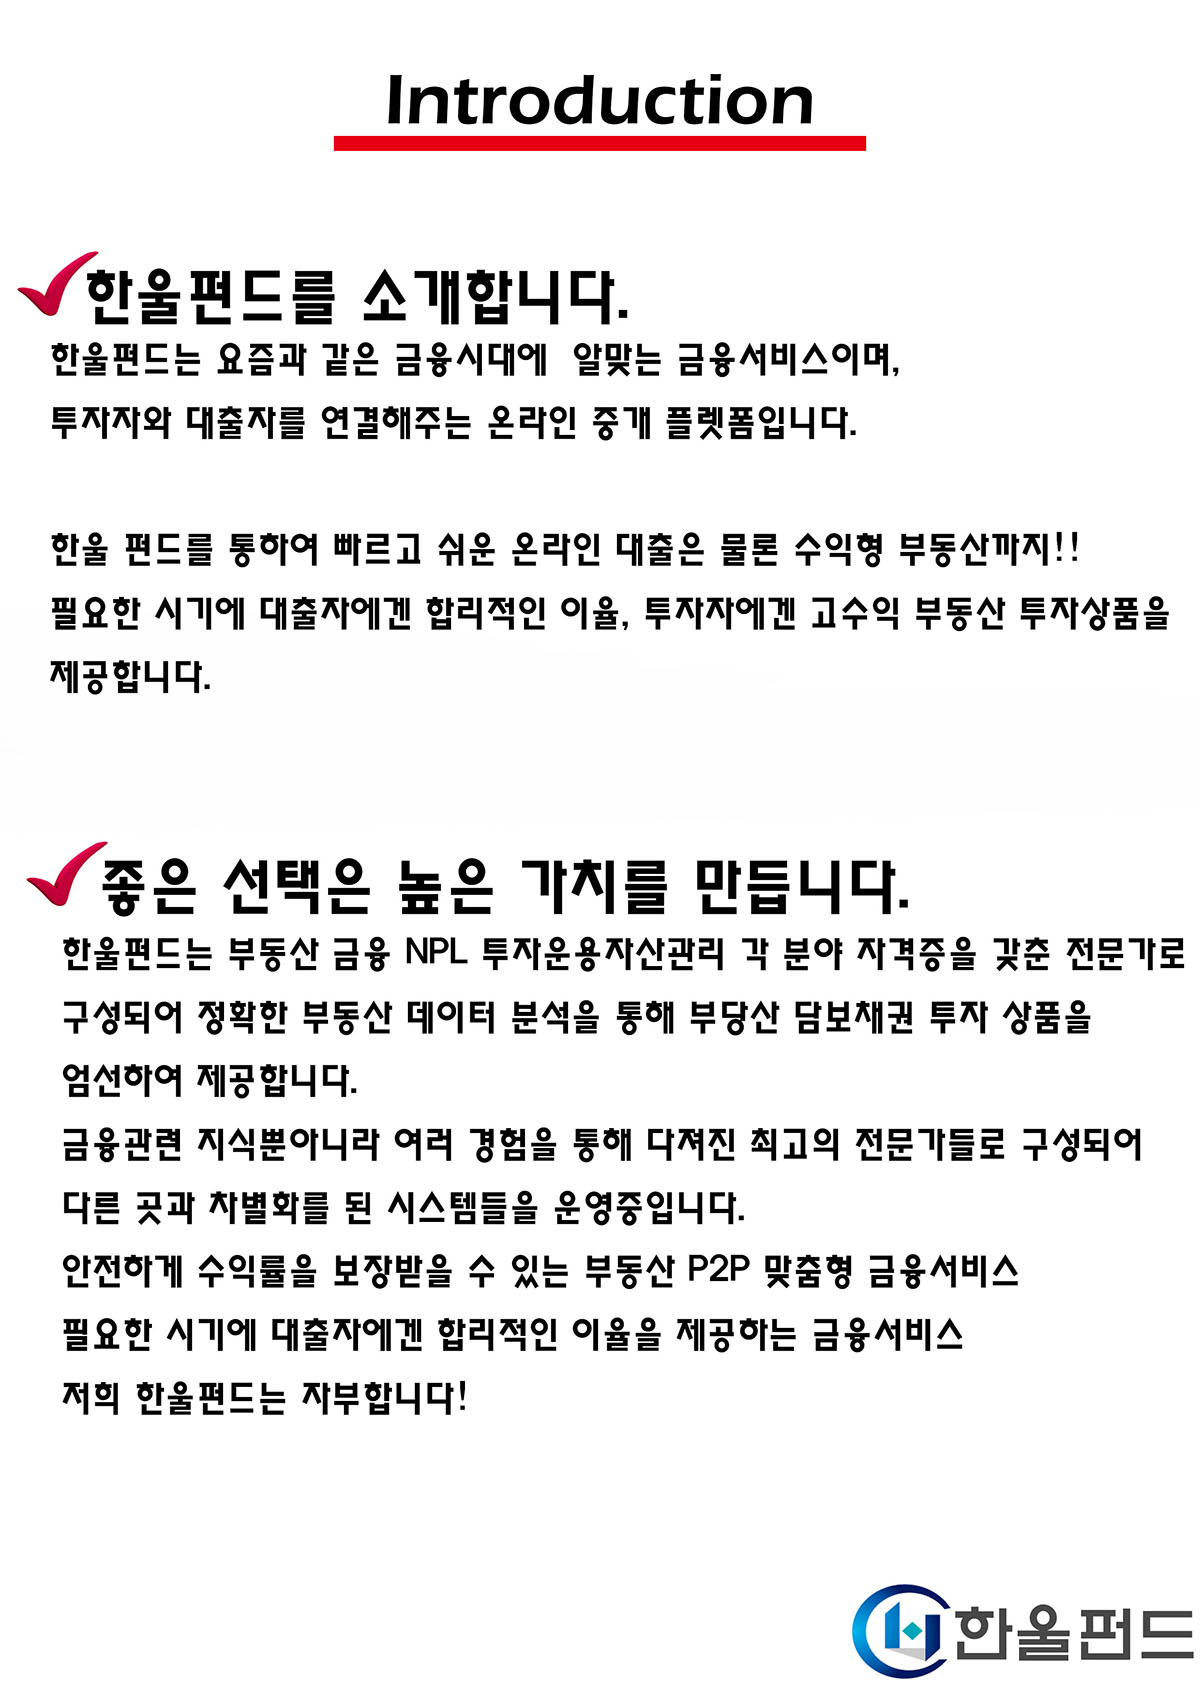 Introduction
한울펀드를 소개합니다.
한울펀드는 요즘과 같은 금융시대에 알맞는 금융서비스이며,
투자자와 대출자를 연결해주는 온라인 중개 플렛폼입니다.
한울 펀드를 통하여 빠르고 쉬운 온라인 대출은 물론 수익형 부동산까지!!
필요한 시기에 대출자에겐 합리적인 이율, 투자자에겐 고수익 부동산 투자상품을
제공합니다.
좋은 선택은 높은 가치를 만듭니다.
한울펀드는 부동산 금융 NPL 투자운용자산관리 각 분야 자격증을 갖춘 전문가로
구성되어 정확한 부동산 데이터 분석을 통해 부당산 담보채권 투자 상품을
엄선하여 제공합니다.
금융관련 지식뿐아니라 여러 경험을 통해 다져진 최고의 전문가들로 구성되어
다른 곳과 차별화를 된 시스템들을 운영중입니다.
안전하게 수익률을 보장받을 수 있는 부동산 P2P 맞춤형 금융서비스
필요한 시기에 대출자에겐 합리적인 이율을 제공하는 금융서비스
저희 한울펀드는 자부합니다!
한울펀드